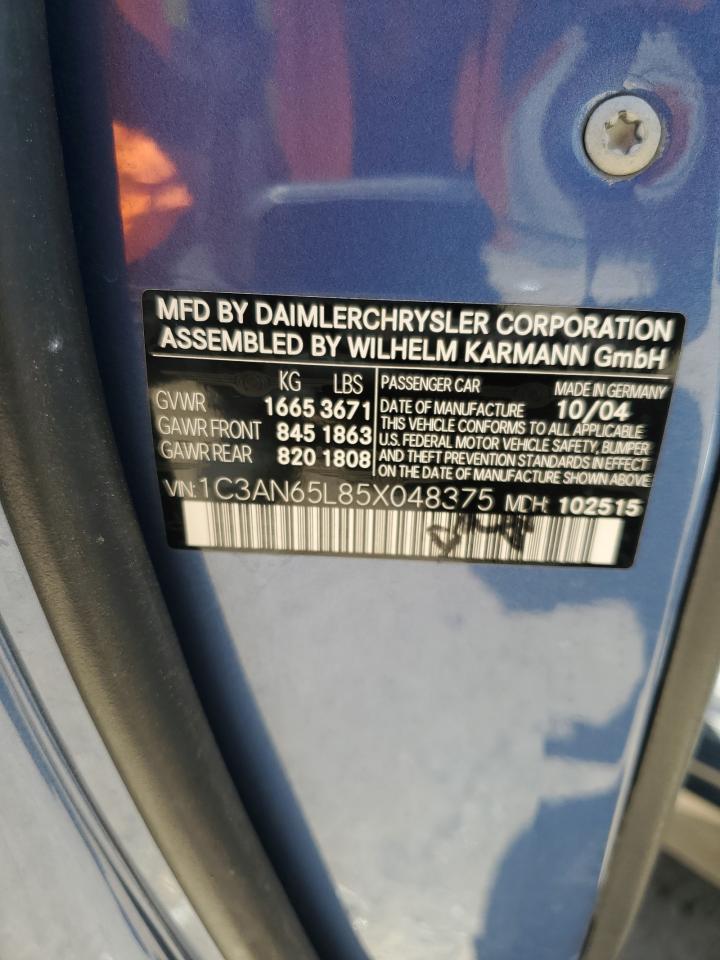 MFD BY DAIMLERCHRYSLER CORPORATION
ASSEMBLED BY WILHELM KARMANN GmbH
KG LBS
GVWR 1665 3671
GAWR FRONT 845 1863
GAWR REAR 820 1808
PASSENGER CAR MADE IN GERMANY
DATE OF MANUFACTURE 10/04
THIS VEHICLE CONFORMS TO ALL APPLICABLE
U.S. FEDERAL MOTOR VEHICLE SAFETY, BUMPER
AND THEFT PREVENTION STANDARDS IN EFFECT
ON THE DATE OF MANUFACTURE SHOWN ABOVE
VIN: 1C3AN65L85X048375 MDH: 102515